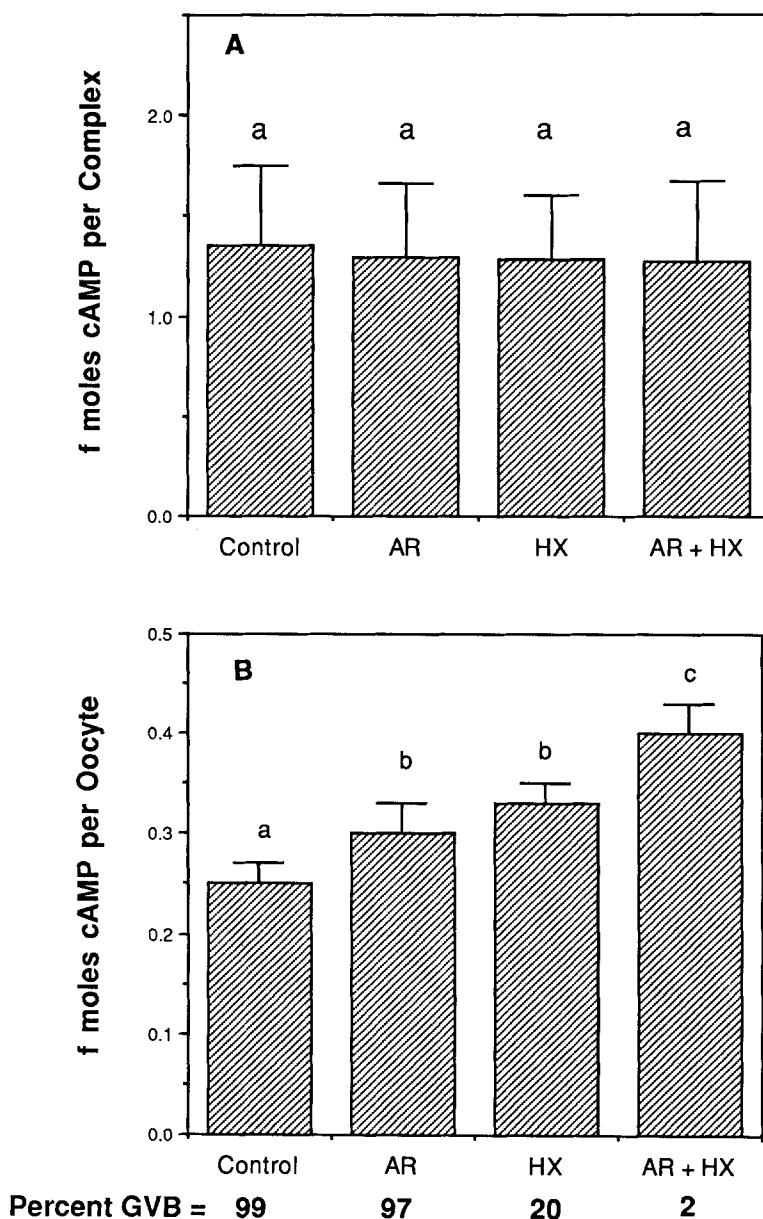 A
f moles cAMP per Complex
2.0
1.0
0.0
a a a a
Control AR HX AR + HX
B
f moles cAMP per Oocyte
0.5
0.4
0.3
0.2
0.1
0.0
a b b c
Control AR HX AR + HX
Percent GVB = 99 97 20 2